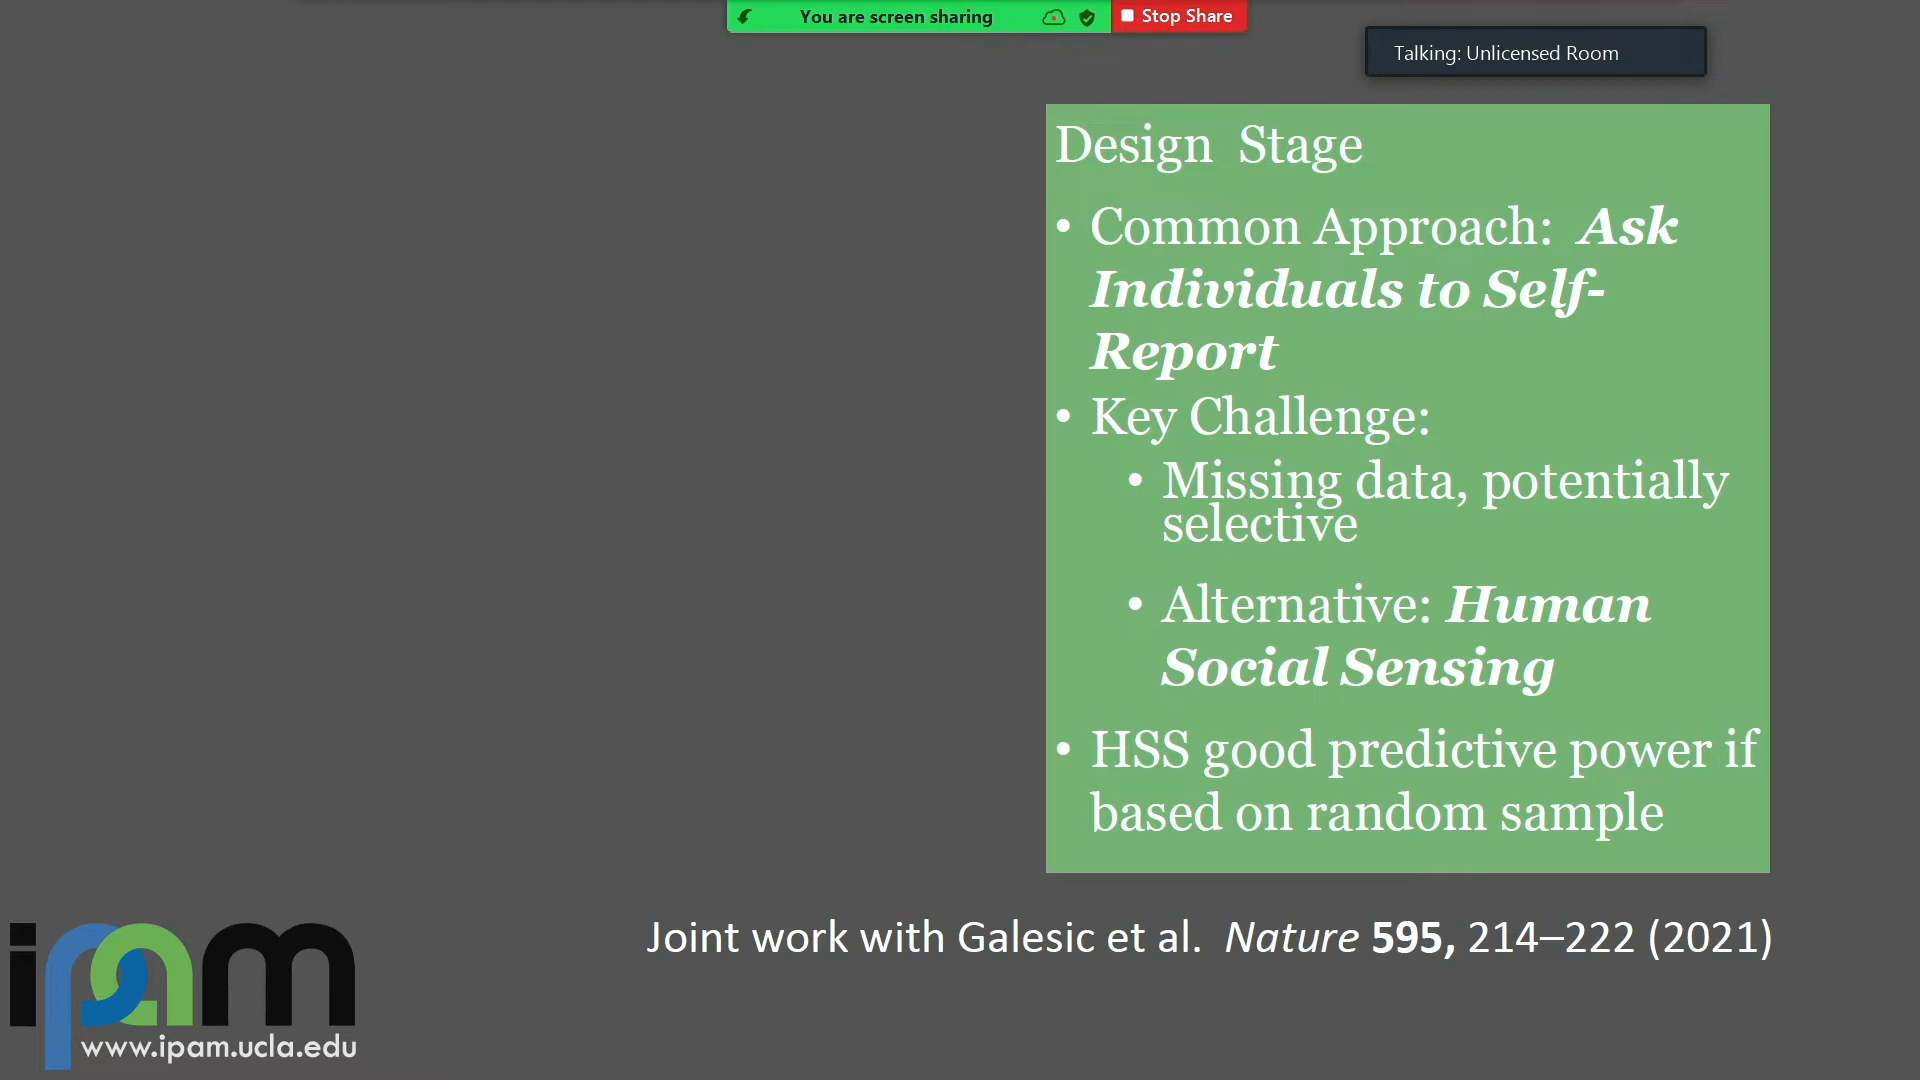 You are screen sharing
Stop Share
Talking: Unlicensed Room
Design Stage
• Common Approach: Ask
Individuals to Self-
Report
• Key Challenge:
• Missing data, potentially
selective
• Alternative: Human
Social Sensing
• HSS good predictive power if
based on random sample
Joint work with Galesic et al. Nature 595, 214–222 (2021)
ipam
www.ipam.ucla.edu